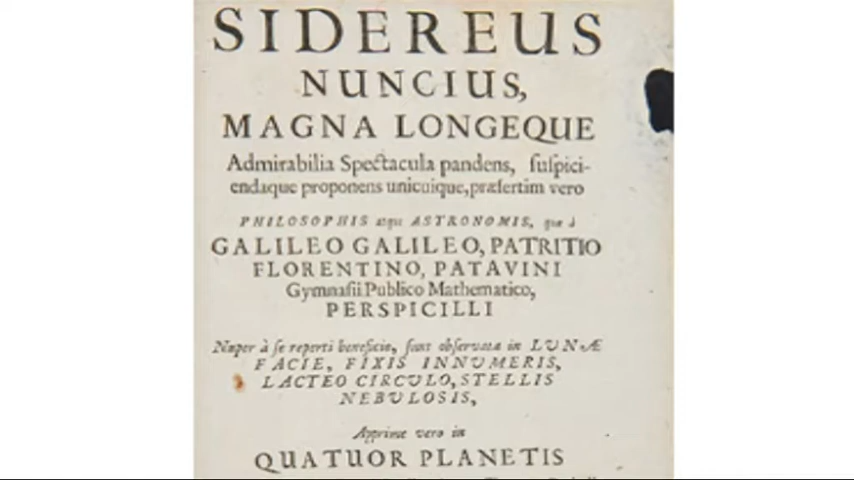 SIDEREUS
NUNCIUS,
MAGNA LONGEQUE
Admirabilia Spectacula pandens, ſuſpici-
endaque proponens unicuique, præſertim vero
PHILOSOPHIS atque ASTRONOMIS, quæ à
GALILEO GALILEO, PATRITIO
FLORENTINO, PATAVINI
Gymnaſii Publico Mathematico,
PERSPICILLI
Nuper à ſe reperti beneficio, ſunt obſervata in LUNÆ
FACIE, FIXIS INNUMERIS,
LACTEO CIRCULO, STELLIS
NEBULOSIS,
Apprime vero in
QUATUOR PLANETIS